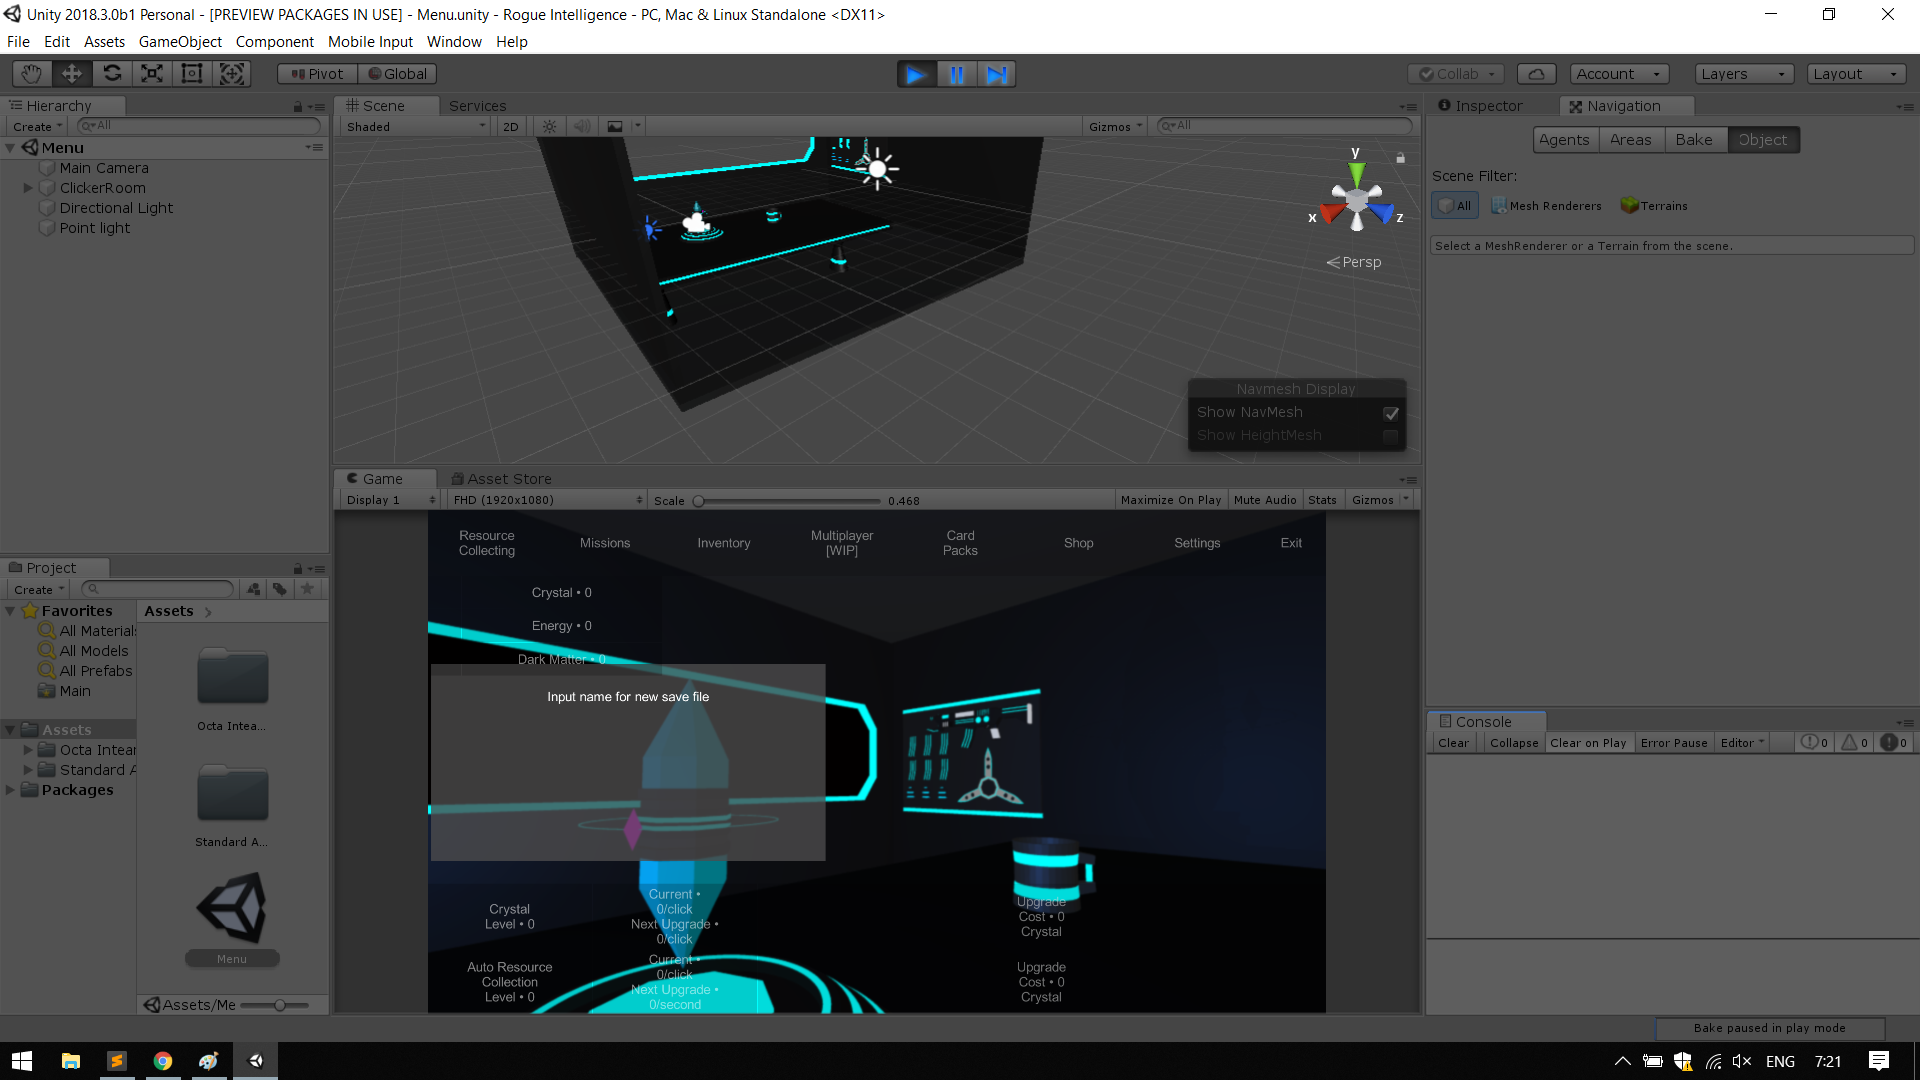 Unity 2018.3.0b1 Personal - [PREVIEW PACKAGES IN USE] - Menu.unity - Rogue Intelligence - PC, Mac & Linux Standalone <DX11>
File Edit Assets GameObject Component Mobile Input Window Help
Pivot Global Collab Account Layers Layout
Hierarchy
Create All
Menu
Main Camera
ClickerRoom
Directional Light
Point light
Scene Services
Shaded 2D Gizmos All
y
x z
Persp
Navmesh Display
Show NavMesh
Show HeightMesh
Inspector Navigation
Agents Areas Bake Object
Scene Filter:
All Mesh Renderers Terrains
Select a MeshRenderer or a Terrain from the scene.
Game Asset Store
Display 1 FHD (1920x1080) Scale 0.468 Maximize On Play Mute Audio Stats Gizmos
Resource
Collecting
Missions
Inventory
Multiplayer
[WIP]
Card
Packs
Shop
Settings
Exit
Crystal • 0
Energy • 0
Dark Matter • 0
Input name for new save file
Crystal
Level • 0
Current •
0/click
Next Upgrade •
0/click
Upgrade
Cost • 0
Crystal
Auto Resource
Collection
Level • 0
Current •
0/click
Next Upgrade •
0/second
Upgrade
Cost • 0
Crystal
Project
Create
Favorites
All Materials
All Models
All Prefabs
Main
Assets
Octa Intear
Standard A
Packages
Assets
Octa Intea...
Standard A...
Menu
Assets/Me
Console
Clear Collapse Clear on Play Error Pause Editor 0 0 0
Bake paused in play mode
ENG 7:21